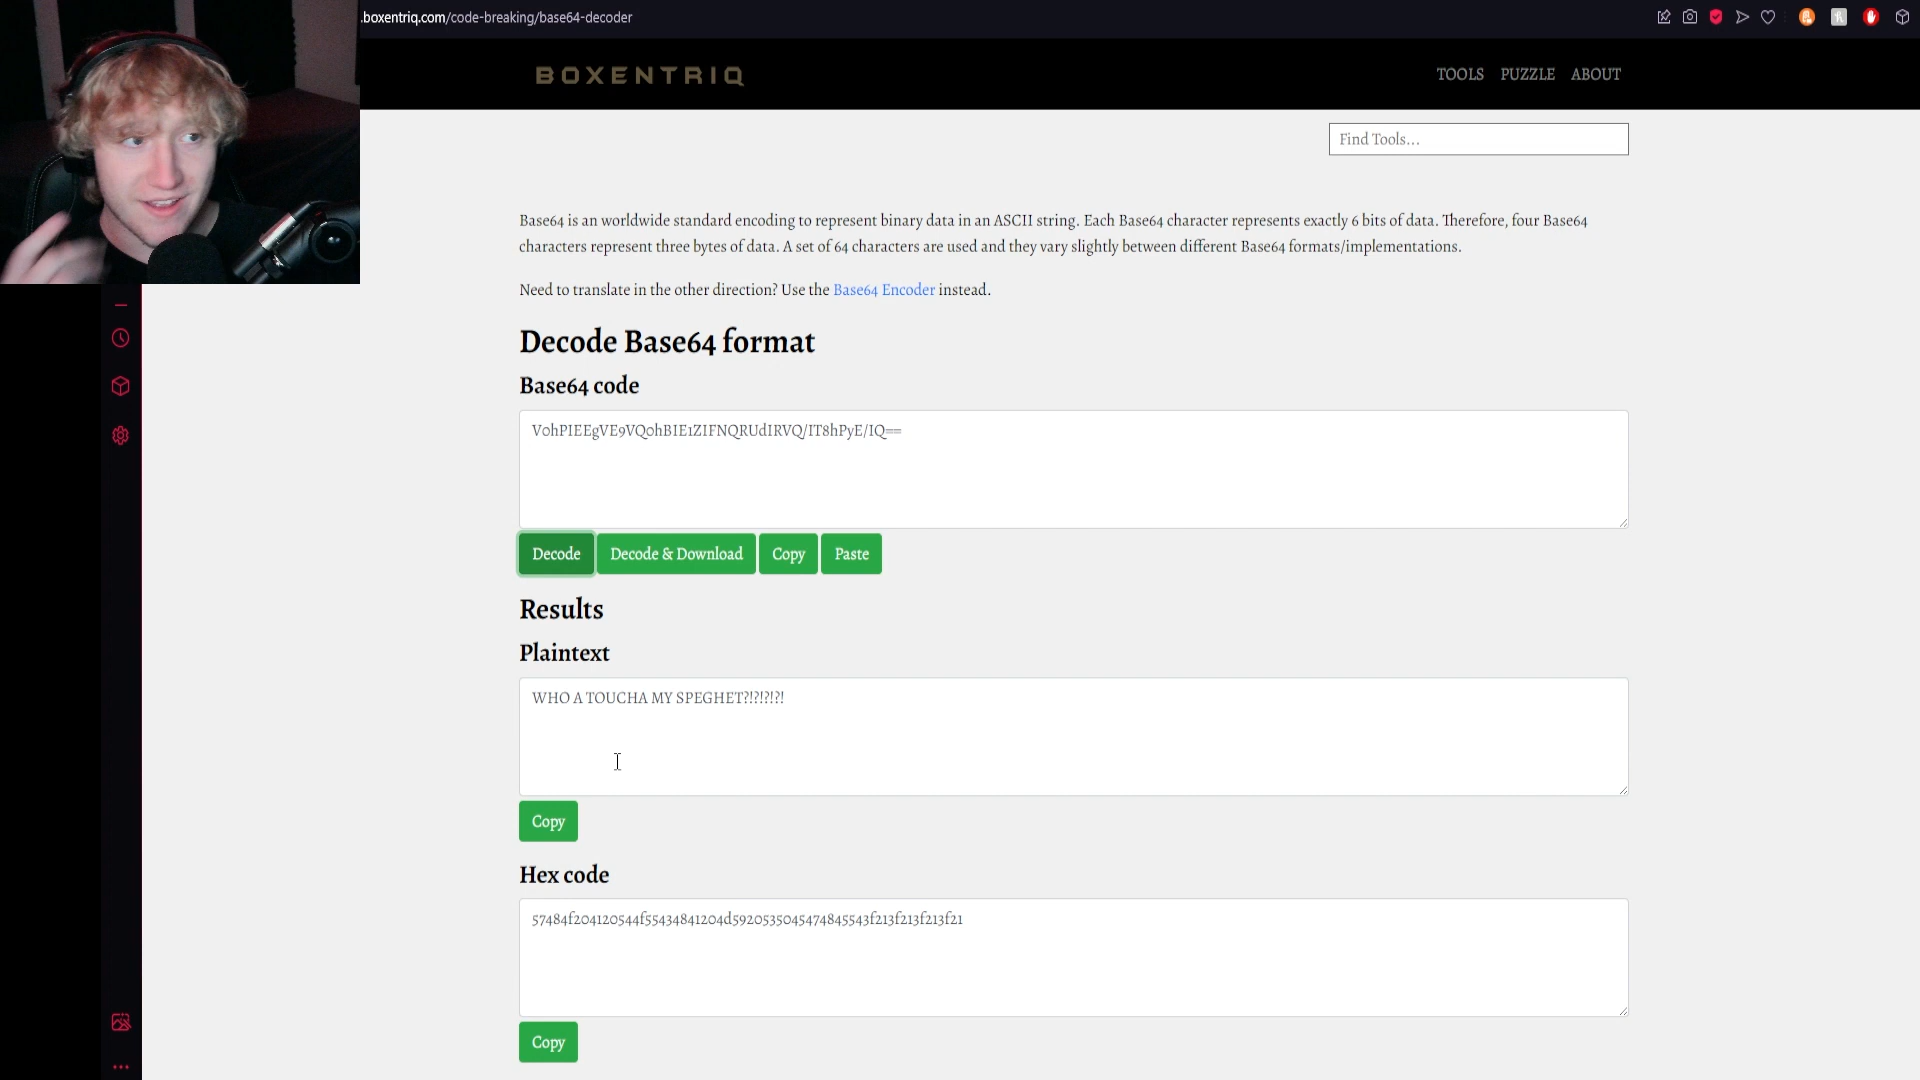 .boxentriq.com/code-breaking/base64-decoder
BOXENTRIQ
TOOLS PUZZLE ABOUT
Find Tools...
Base64 is an worldwide standard encoding to represent binary data in an ASCII string. Each Base64 character represents exactly 6 bits of data. Therefore, four Base64
characters represent three bytes of data. A set of 64 characters are used and they vary slightly between different Base64 formats/implementations.
Need to translate in the other direction? Use the Base64 Encoder instead.
Decode Base64 format
Base64 code
V0hPIEEgVE9VQ0hBIE1ZIFNQRUdIRVQ/IT8hPyE/IQ==
Decode Decode & Download Copy Paste
Results
Plaintext
WHO A TOUCHA MY SPEGHET?!?!?!?!
Copy
Hex code
57484f204120544f55434841204d5920535045474845543f213f213f213f21
Copy